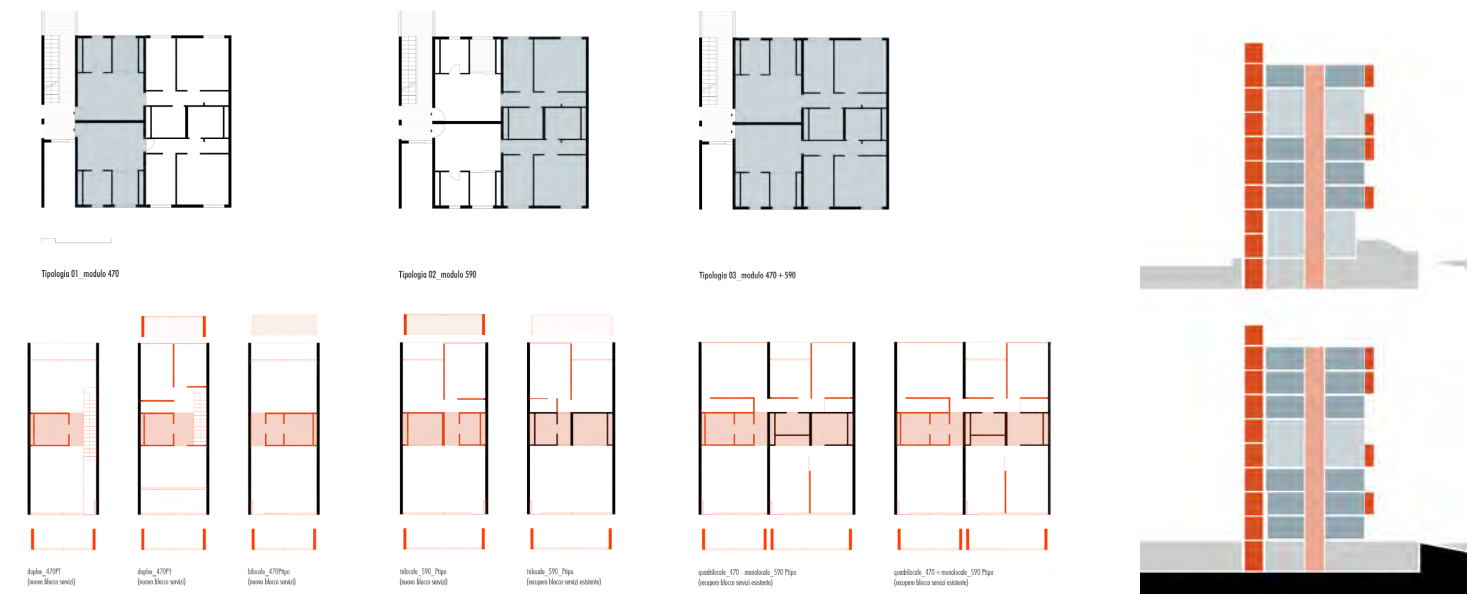 Tipologia 01_modulo 470
Tipologia 02_modulo 590
Tipologia 03_modulo 470+590
duplex_470PT
(nuovo blocco servizi)
duplex_470P1
(nuovo blocco servizi)
bilocale_470Ptipo
(nuovo blocco servizi)
trilocale_590_Ptipo
(nuovo blocco servizi)
trilocale_590_Ptipo
(recupero blocco servizi esistente)
quadrilocale_470 - monolocale_590 Ptipo
(recupero blocco servizi esistente)
quadrilocale_470 + monolocale_590 Ptipo
(recupero blocco servizi esistente)